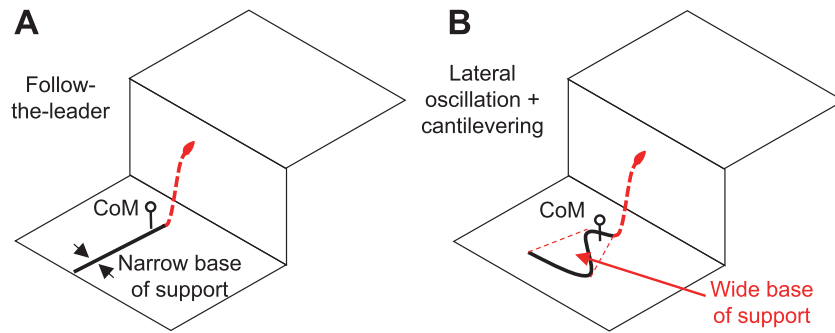 A
Follow-
the-leader
CoM
Narrow base
of support
B
Lateral
oscillation +
cantilevering
CoM
Wide base
of support